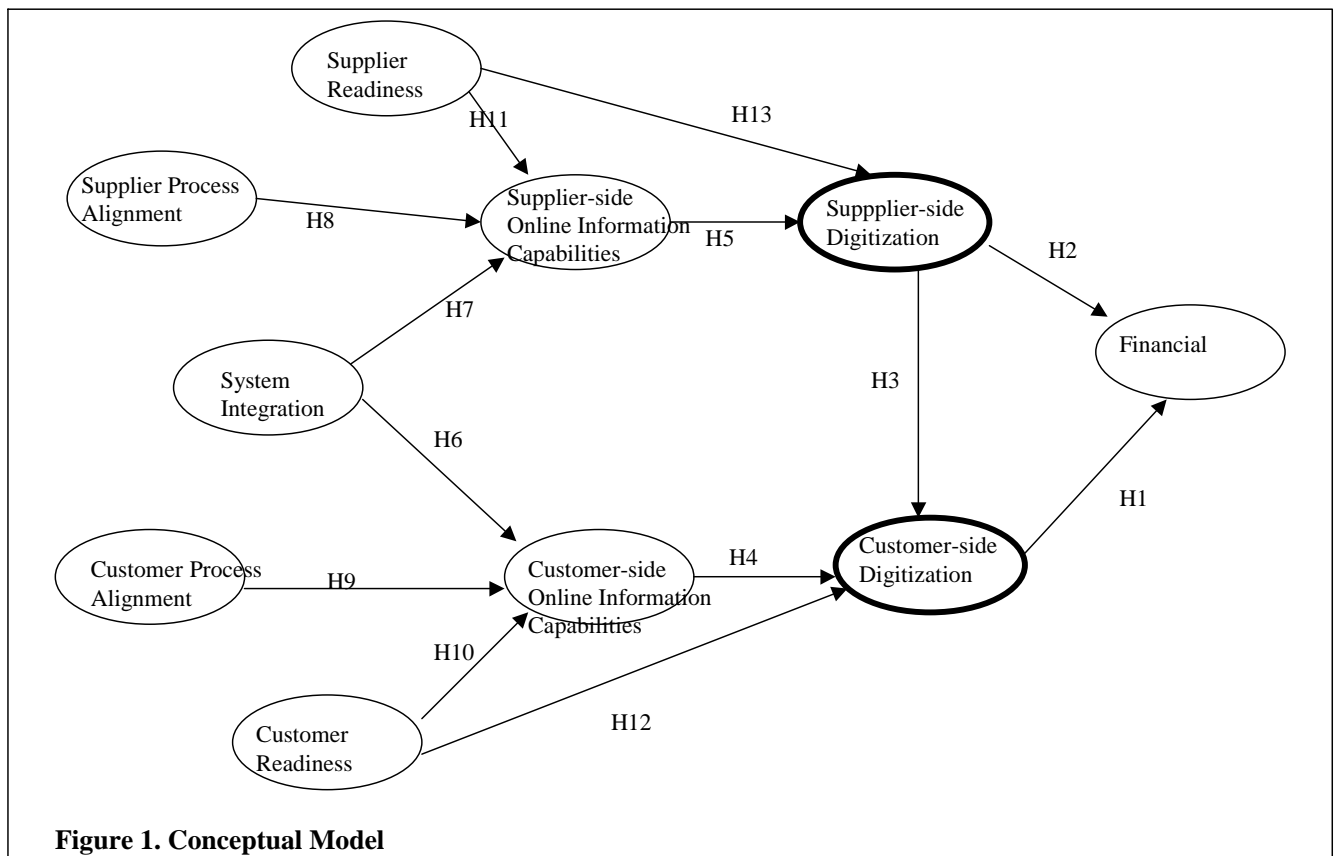 Supplier
Readiness
H11
H13
Supplier Process
Alignment
H8
Supplier-side
Online Information
Capabilities
H5
Suppplier-side
Digitization
H2
H7
Financial
System
Integration
H3
H6
H1
Customer Process
Alignment
H9
Customer-side
Online Information
Capabilities
H4
Customer-side
Digitization
H10
H12
Customer
Readiness
Figure 1. Conceptual Model